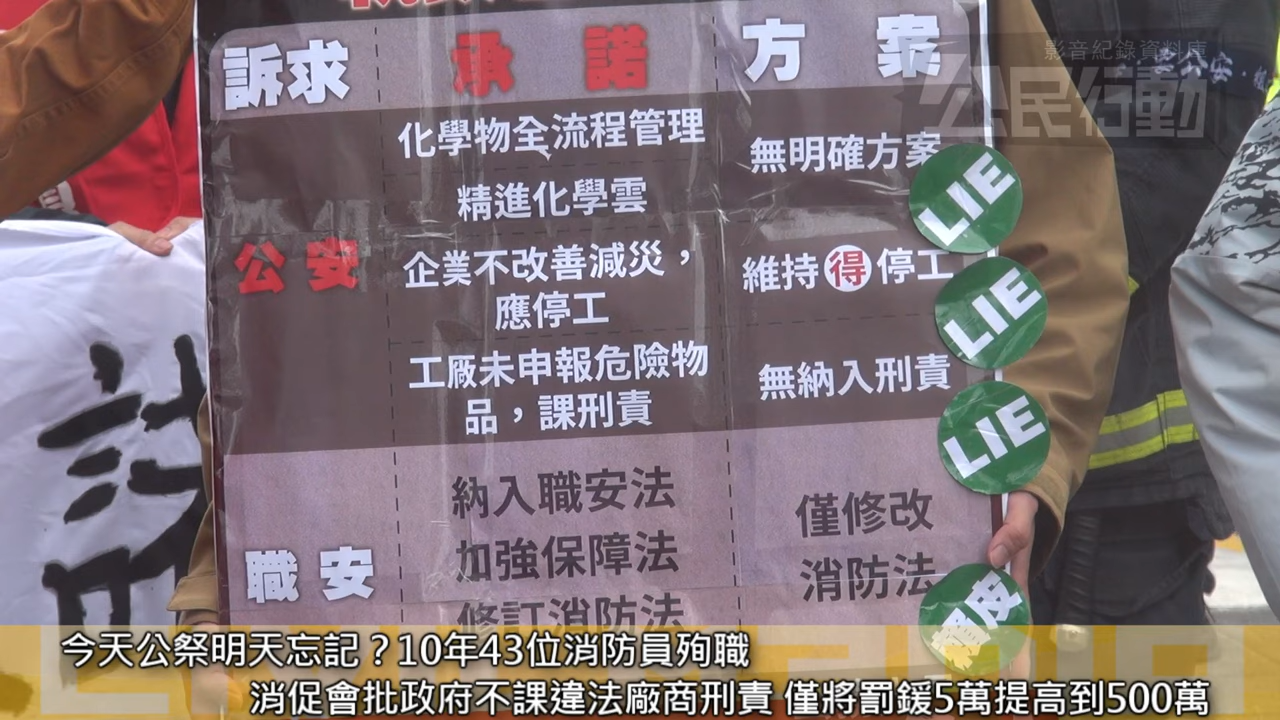 影音紀錄資料庫
公民行動
訴求 承諾 方案
化學物全流程管理
無明確方案
LIE
精進化學雲
公安
企業不改善減災，
應停工
維持得停工
LIE
工廠未申報危險物
品，課刑責
無納入刑責
LIE
職安
納入職安法
加強保障法
修訂消防法
僅修改
消防法
賴皮
今天公祭明天忘記？10年43位消防員殉職
消促會批政府不課違法廠商刑責 僅將罰鍰5萬提高到500萬